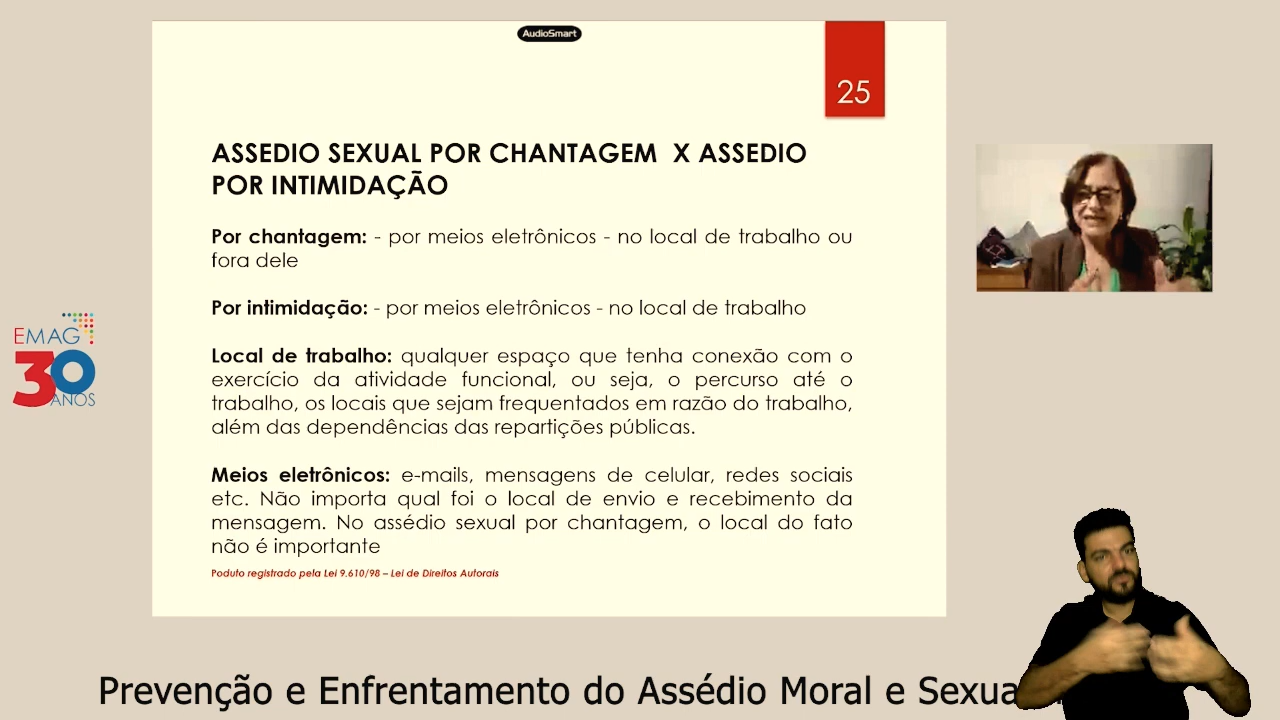 AudioSmart
25
ASSEDIO SEXUAL POR CHANTAGEM X ASSEDIO
POR INTIMIDAÇÃO
Por chantagem: - por meios eletrônicos - no local de trabalho ou
fora dele
Por intimidação: - por meios eletrônicos - no local de trabalho
Local de trabalho: qualquer espaço que tenha conexão com o
exercício da atividade funcional, ou seja, o percurso até o
trabalho, os locais que sejam frequentados em razão do trabalho,
além das dependências das repartições públicas.
Meios eletrônicos: e-mails, mensagens de celular, redes sociais
etc. Não importa qual foi o local de envio e recebimento da
mensagem. No assédio sexual por chantagem, o local do fato
não é importante
Poduto registrado pela Lei 9.610/98 – Lei de Direitos Autorais
EMAG
30
ANOS
Prevenção e Enfrentamento do Assédio Moral e Sexua